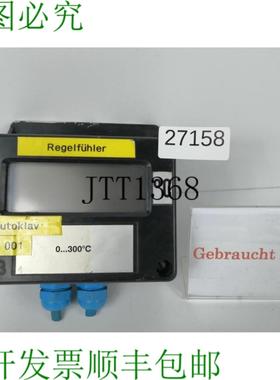 图必究
Regelfühler
27158
JTT1368
utoklav
001
0...300°C
Gebraucht
开发票顺丰包邮